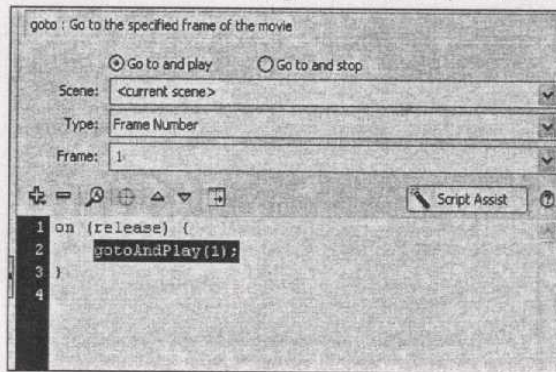 goto : Go to the specified frame of the movie
Go to and play Go to and stop
Scene: <current scene>
Type: Frame Number
Frame: 1
Script Assist
1 on (release) {
2 gotoAndPlay(1);
3 }
4